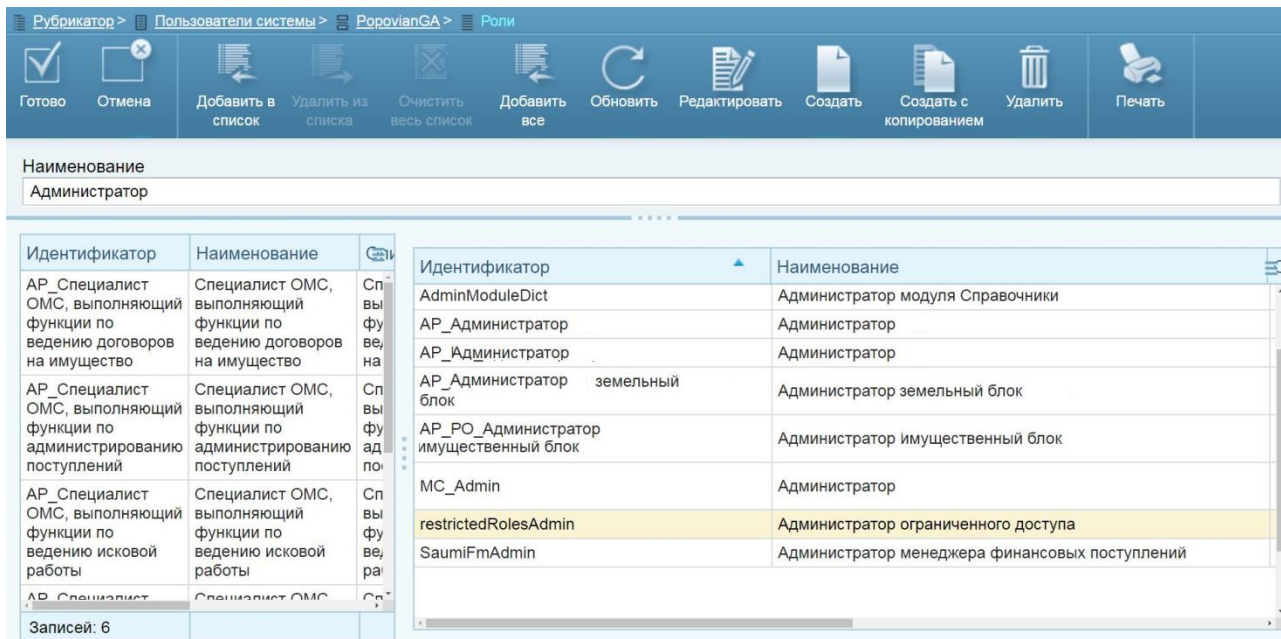 Рубрикатор > Пользователи системы > PopovianGA > Роли
Готово Отмена Добавить в Удалить из Очистить Добавить Обновить Редактировать Создать Создать с Удалить Печать
список списка весь список все копированием
Наименование
Администратор
Идентификатор Наименование
АР_Специалист Специалист ОМС,
ОМС, выполняющий выполняющий
функции по функции по
ведению договоров ведению договоров
на имущество на имущество
АР_Специалист Специалист ОМС,
ОМС, выполняющий выполняющий
функции по функции по
администрированию администрированию
поступлений поступлений
АР_Специалист Специалист ОМС,
ОМС, выполняющий выполняющий
функции по функции по
ведению исковой ведению исковой
работы работы
АР_Специалист Специалист ОМС
Записей: 6
Идентификатор Наименование
AdminModuleDict Администратор модуля Справочники
АР_Администратор Администратор
АР_Администратор Администратор
АР_Администратор земельный
блок Администратор земельный блок
АР_РО_Администратор
имущественный блок Администратор имущественный блок
MC_Admin Администратор
restrictedRolesAdmin Администратор ограниченного доступа
SaumiFmAdmin Администратор менеджера финансовых поступлений